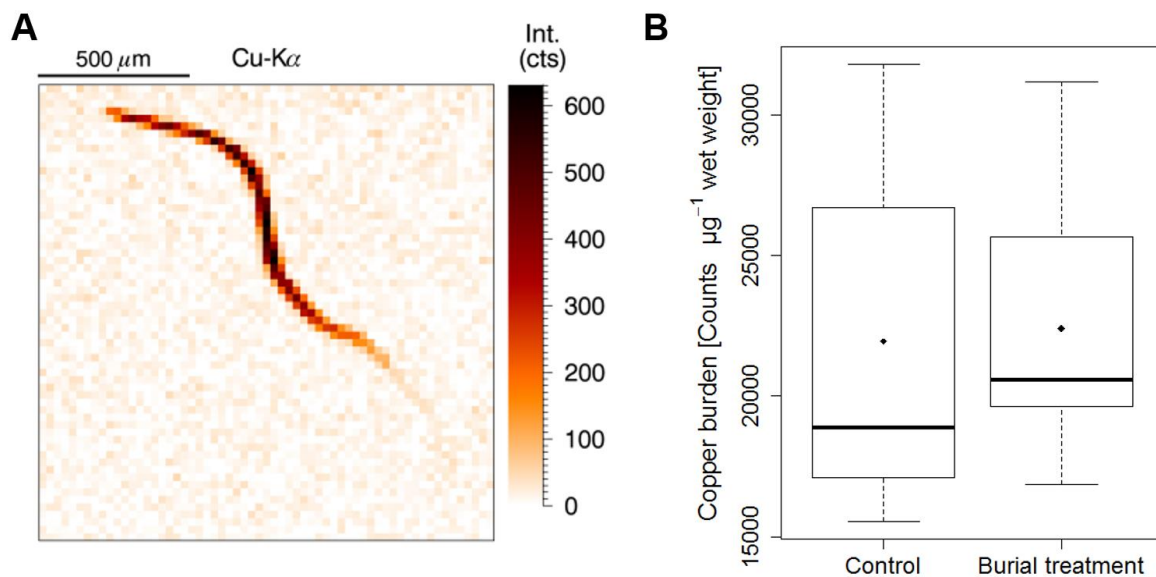 A
500 μm
Cu-Kα
Int.
(cts)
600
500
400
300
200
100
0
B
Copper burden [Counts μg⁻¹ wet weight]
30000
25000
20000
15000
Control
Burial treatment